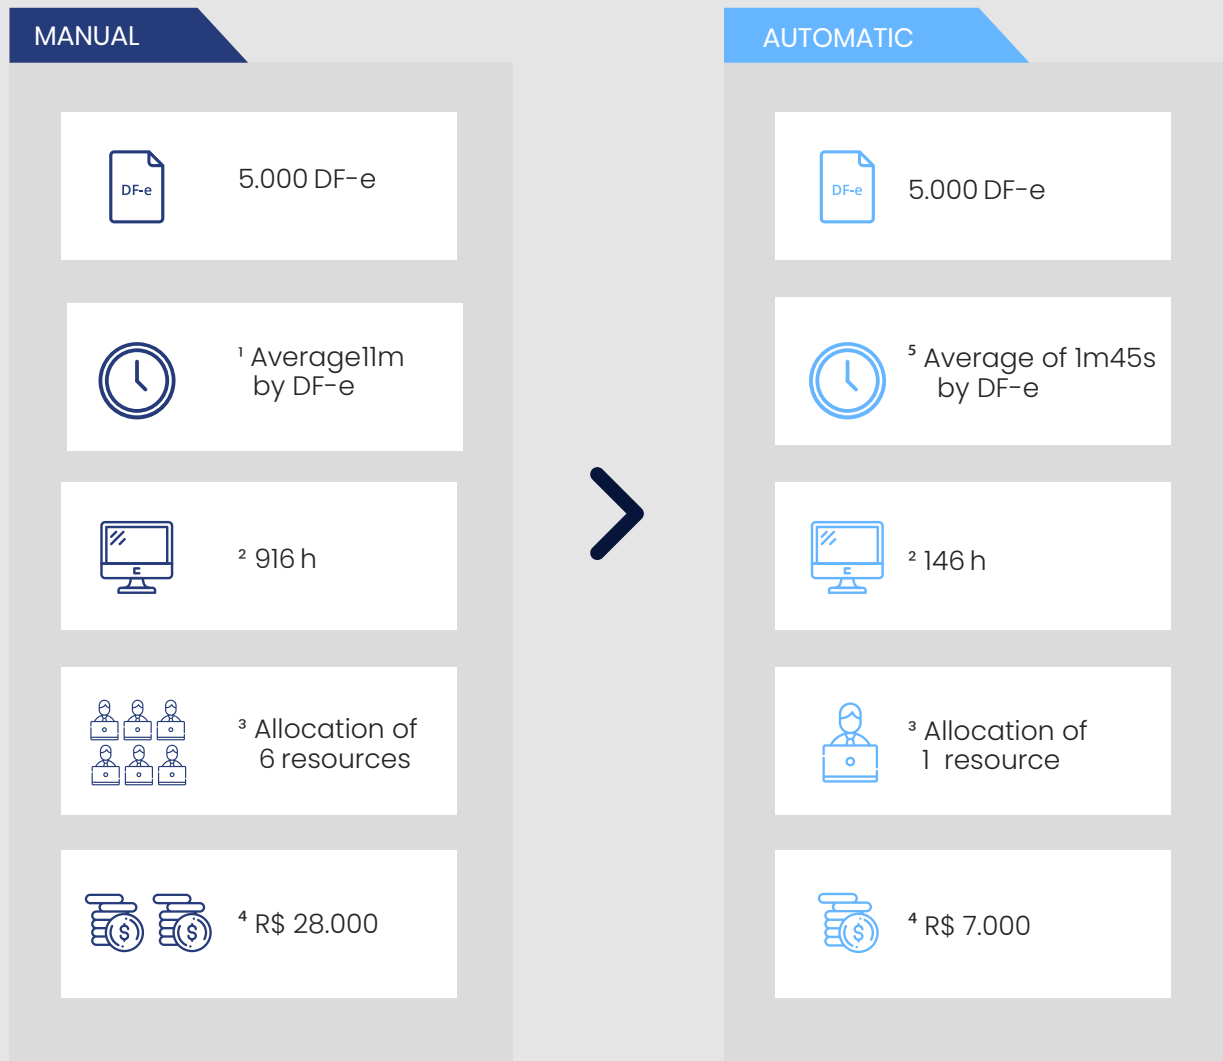 MANUAL
DF-e
5.000 DF-e
¹ Average11m
by DF-e
² 916 h
³ Allocation of
6 resources
$ $
⁴ R$ 28.000
AUTOMATIC
DF-e
5.000 DF-e
⁵ Average of 1m45s
by DF-e
² 146 h
³ Allocation of
1 resource
$
⁴ R$ 7.000